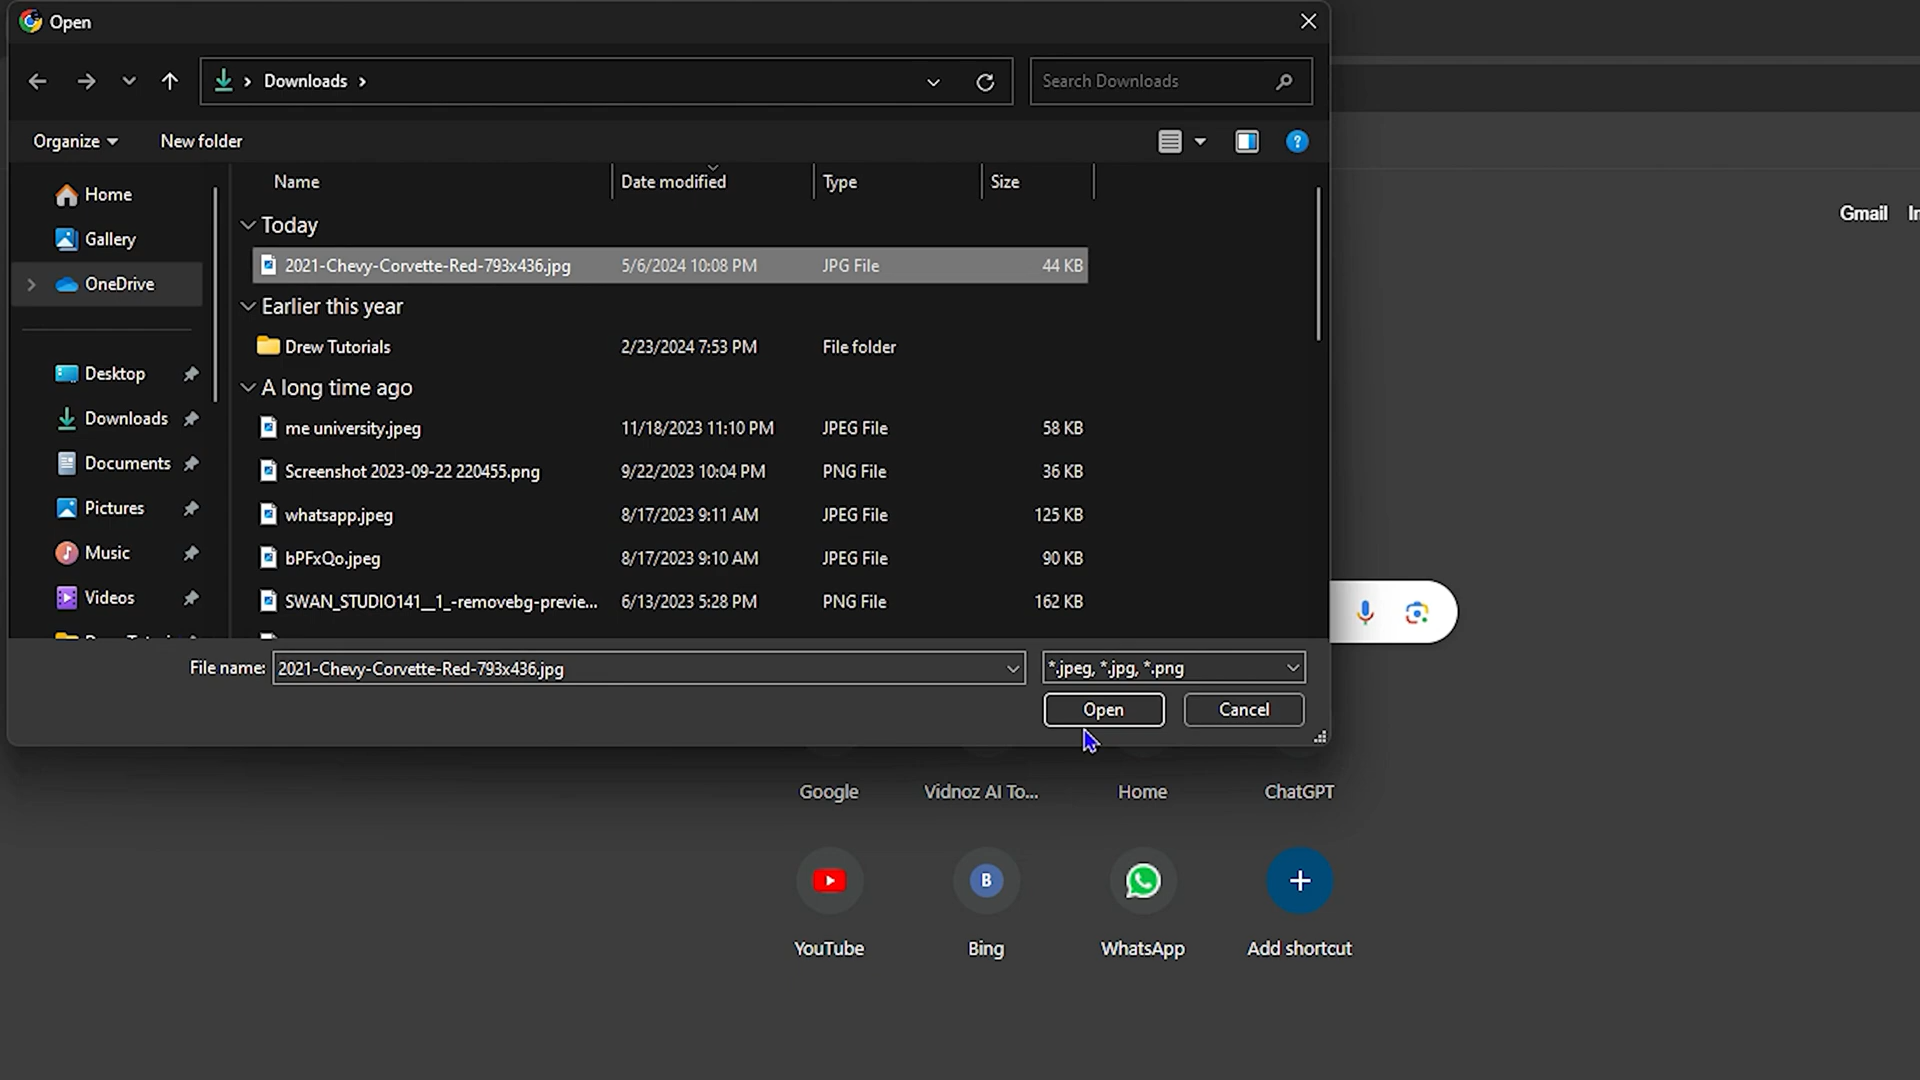 Open
Downloads
Search Downloads
Organize
New folder
Name
Date modified
Type
Size
Home
Gallery
OneDrive
Desktop
Downloads
Documents
Pictures
Music
Videos
Today
2021-Chevy-Corvette-Red-793x436.jpg 5/6/2024 10:08 PM JPG File 44 KB
Earlier this year
Drew Tutorials 2/23/2024 7:53 PM File folder
A long time ago
me university.jpeg 11/18/2023 11:10 PM JPEG File 58 KB
Screenshot 2023-09-22 220455.png 9/22/2023 10:04 PM PNG File 36 KB
whatsapp.jpeg 8/17/2023 9:11 AM JPEG File 125 KB
bPFxQo.jpeg 8/17/2023 9:10 AM JPEG File 90 KB
SWAN_STUDIO141__1_-removebg-previe... 6/13/2023 5:28 PM PNG File 162 KB
File name: 2021-Chevy-Corvette-Red-793x436.jpg
*.jpeg, *.jpg, *.png
Open
Cancel
Gmail
Google
Vidnoz AI To...
Home
ChatGPT
YouTube
B
Bing
WhatsApp
Add shortcut